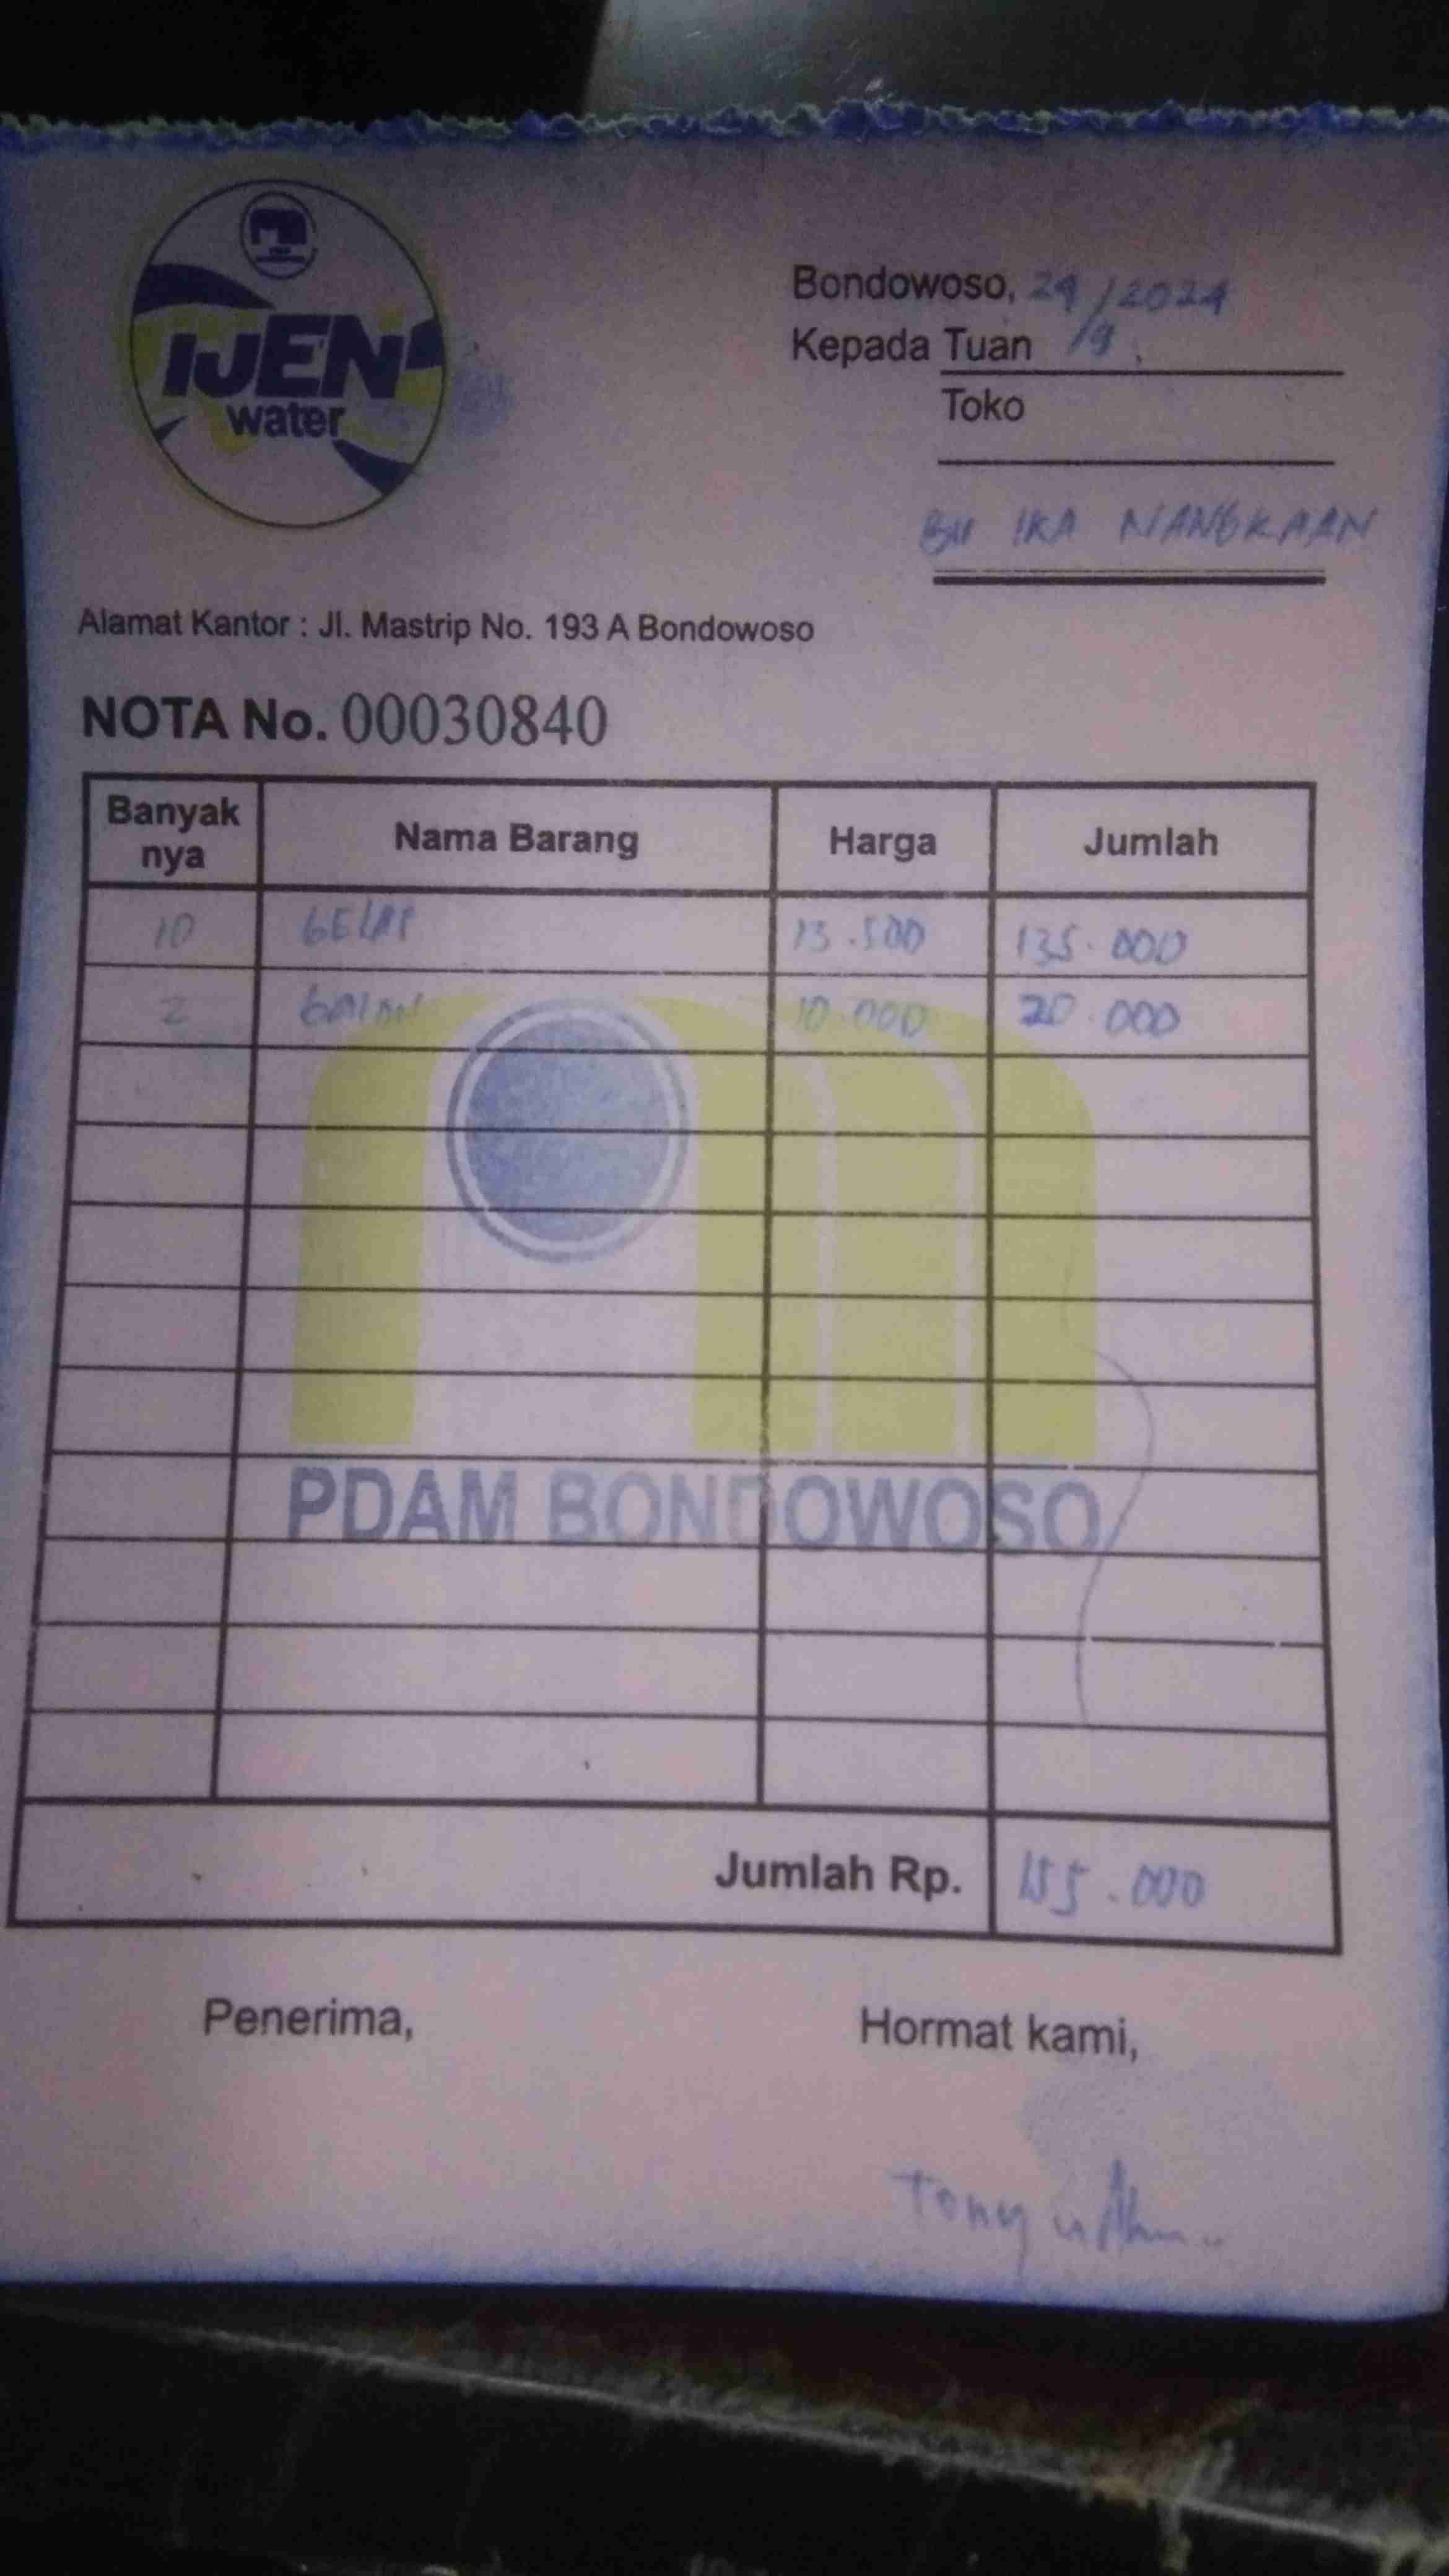 IJEN
water
Bondowoso, 24/9/2024
Kepada Tuan
Toko
BU IKA NANGKAAN
Alamat Kantor : Jl. Mastrip No. 193 A Bondowoso
NOTA No. 00030840
Banyak nya Nama Barang Harga Jumlah
10 GELAS 13.500 135.000
2 GALON 10.000 20.000
PDAM BONDOWOSO
Jumlah Rp. 155.000
Penerima, Hormat kami,
Tony